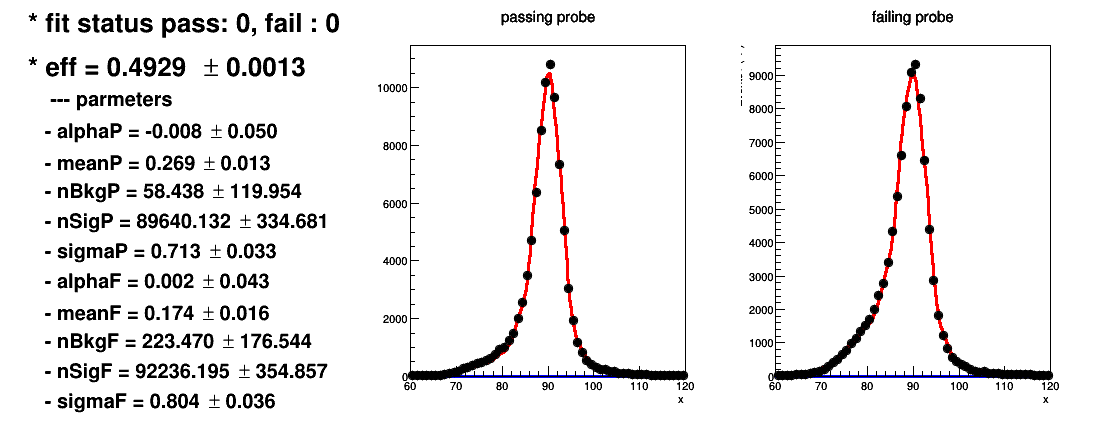 * fit status pass: 0, fail : 0
* eff = 0.4929 ± 0.0013
--- parmeters
- alphaP = -0.008 ± 0.050
- meanP = 0.269 ± 0.013
- nBkgP = 58.438 ± 119.954
- nSigP = 89640.132 ± 334.681
- sigmaP = 0.713 ± 0.033
- alphaF = 0.002 ± 0.043
- meanF = 0.174 ± 0.016
- nBkgF = 223.470 ± 176.544
- nSigF = 92236.195 ± 354.857
- sigmaF = 0.804 ± 0.036
passing probe
10000
8000
6000
4000
2000
0
60 70 80 90 100 110 120
x
failing probe
9000
8000
7000
6000
5000
4000
3000
2000
1000
0
60 70 80 90 100 110 120
x